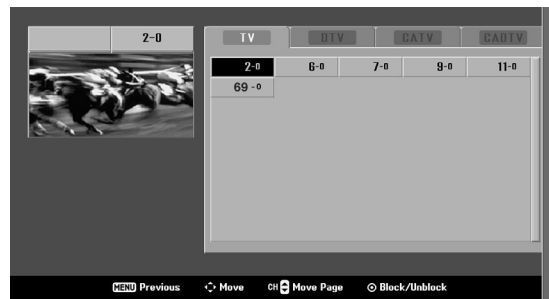 2-0
TV DTV CATV CADTV
2-0 6-0 7-0 9-0 11-0
69-0
MENU Previous Move CH Move Page Block/Unblock